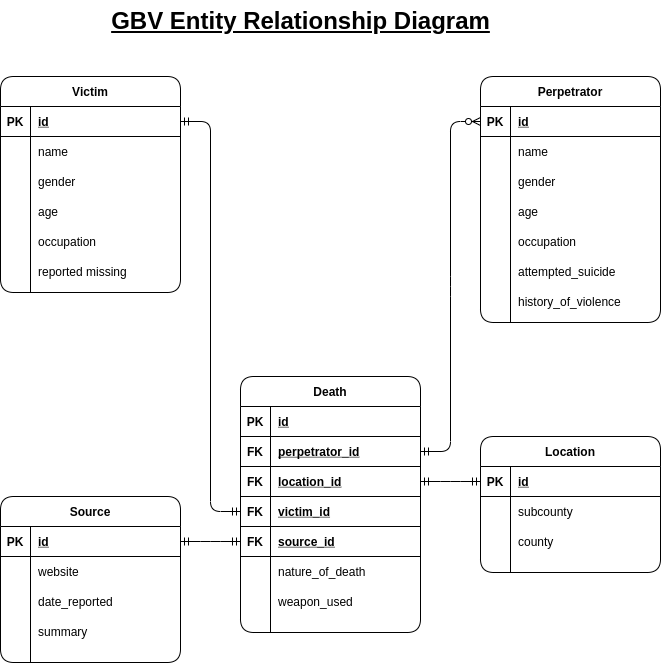 GBV Entity Relationship Diagram
Victim
PK id
name
gender
age
occupation
reported missing
Perpetrator
PK id
name
gender
age
occupation
attempted_suicide
history_of_violence
Death
PK id
FK perpetrator_id
FK location_id
FK victim_id
FK source_id
nature_of_death
weapon_used
Location
PK id
subcounty
county
Source
PK id
website
date_reported
summary